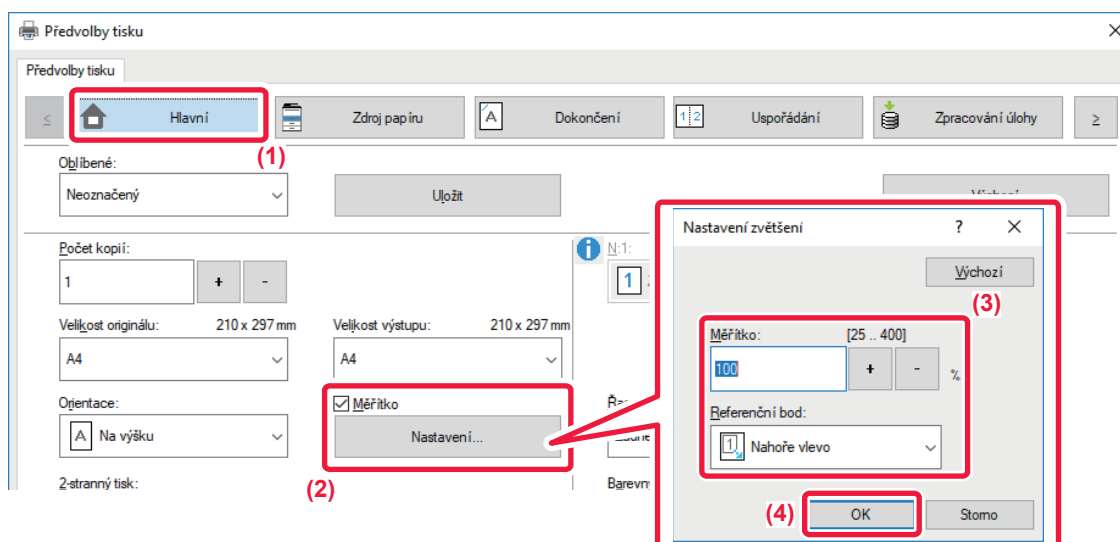 Předvolby tisku
Předvolby tisku
< Hlavní Zdroj papíru Dokončení Uspořádání Zpracování úlohy >
(1)
Oblíbené:
Neoznačený Uložit
Počet kopií:
1 + -
N:1:
1
Velikost originálu: 210 x 297 mm Velikost výstupu: 210 x 297 mm
A4 A4
Orientace: Měřítko
Na výšku Nastavení...
(2)
2-stranný tisk:
Nastavení zvětšení ? ×
Výchozí
(3)
Měřítko: [25 .. 400]
100 + - %
Referenční bod:
1 Nahoře vlevo
(4) OK Storno